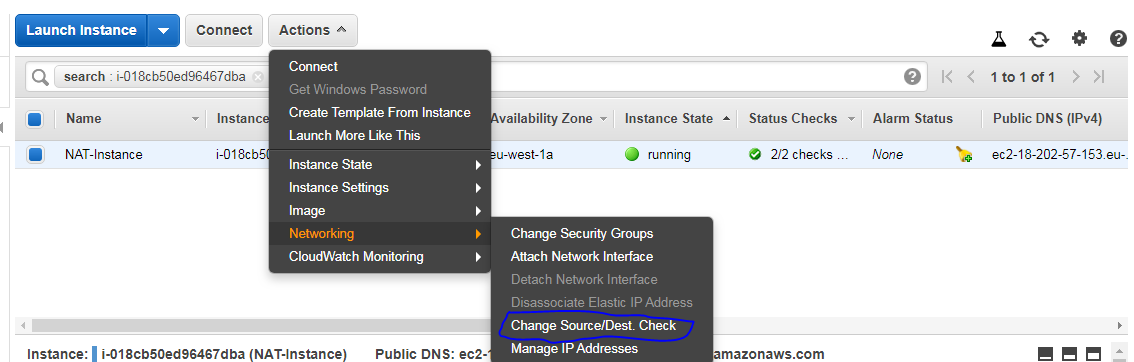 Launch Instance Connect Actions
search : i-018cb50ed96467dba 1 to 1 of 1
Name Instance Availability Zone Instance State Status Checks Alarm Status Public DNS (IPv4)
NAT-Instance i-018cb50 eu-west-1a running 2/2 checks ... None ec2-18-202-57-153.eu-...
Connect
Get Windows Password
Create Template From Instance
Launch More Like This
Instance State
Instance Settings
Image
Networking
CloudWatch Monitoring
Change Security Groups
Attach Network Interface
Detach Network Interface
Disassociate Elastic IP Address
Change Source/Dest. Check
Manage IP Addresses
Instance: i-018cb50ed96467dba (NAT-Instance) Public DNS: ec2-1 amazonaws.com